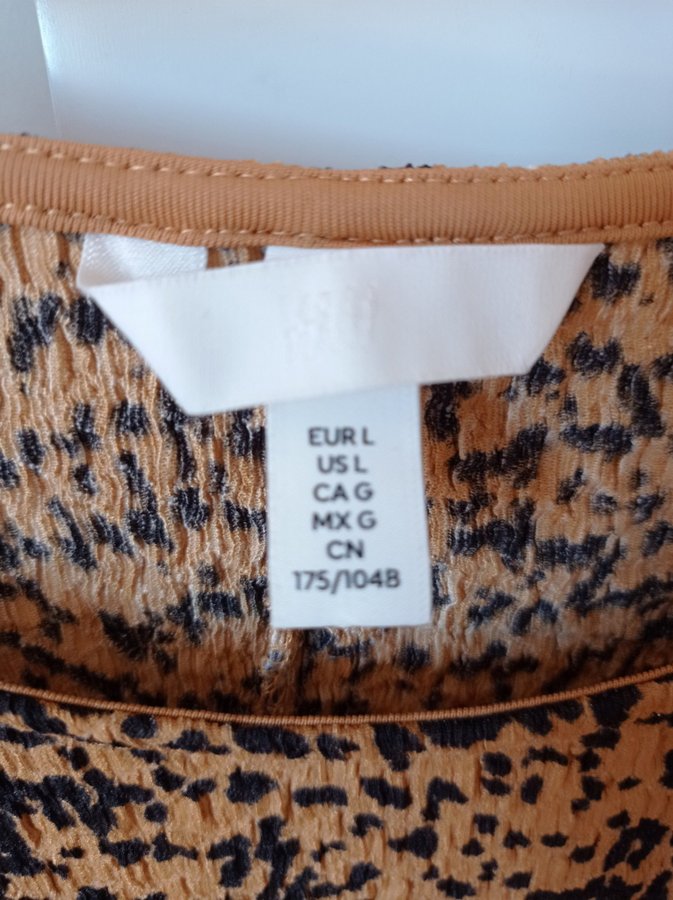 EUR L
US L
CA G
MX G
CN
175/104B